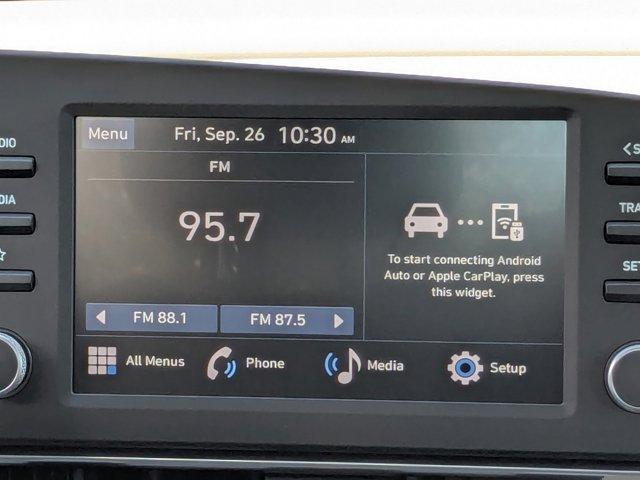 Menu Fri, Sep. 26 10:30 AM
FM
95.7
FM 88.1 FM 87.5
To start connecting Android
Auto or Apple CarPlay, press
this widget.
All Menus Phone Media Setup